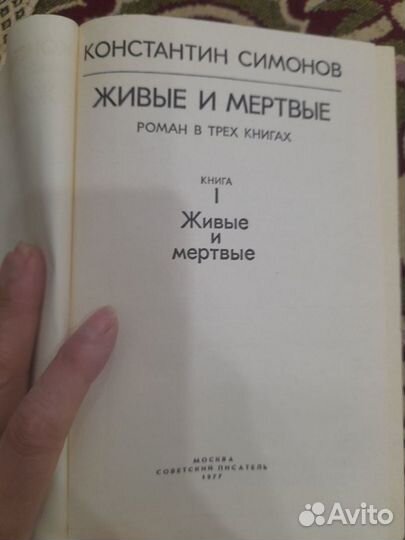 КОНСТАНТИН СИМОНОВ
ЖИВЫЕ И МЕРТВЫЕ
РОМАН В ТРЕХ КНИГАХ
КНИГА
I
Живые
и
мертвые
МОСКВА
СОВЕТСКИЙ ПИСАТЕЛЬ
1977
Avito